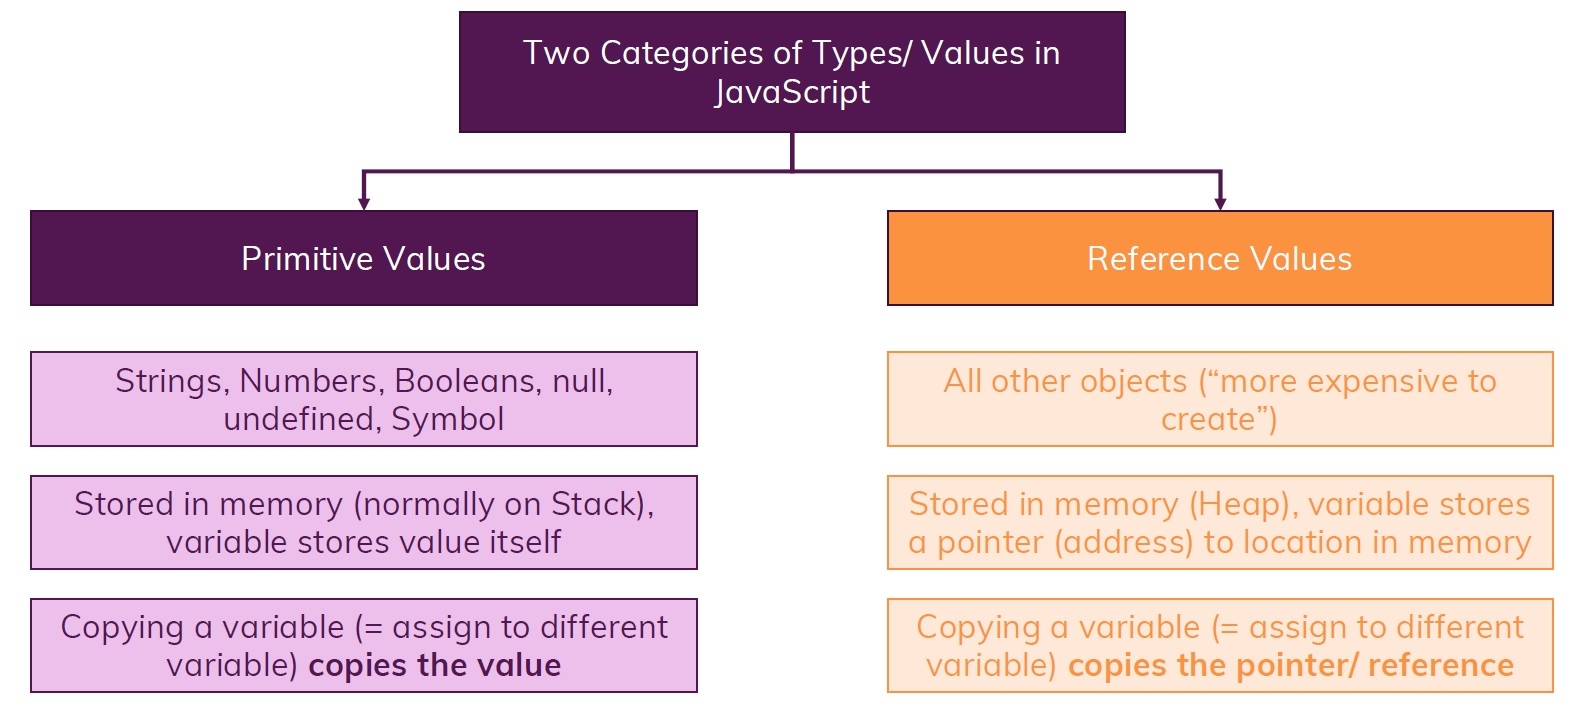 Two Categories of Types/ Values in
JavaScript
Primitive Values
Reference Values
Strings, Numbers, Booleans, null,
undefined, Symbol
All other objects (“more expensive to
create”)
Stored in memory (normally on Stack),
variable stores value itself
Stored in memory (Heap), variable stores
a pointer (address) to location in memory
Copying a variable (= assign to different
variable) copies the value
Copying a variable (= assign to different
variable) copies the pointer/ reference